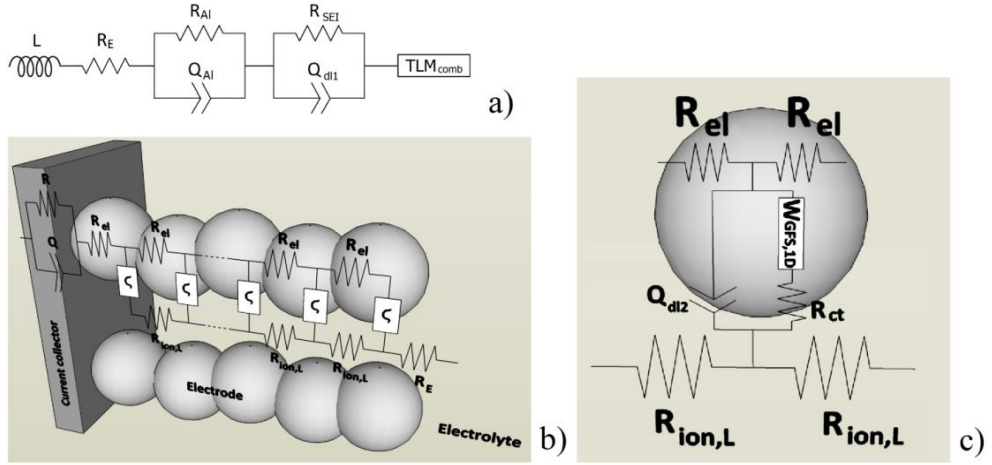 L
R_E
R_Al
Q_Al
R_SEI
Q_dl1
TLM_comb
a)
R
Q
R_el
R_el
R_el
R_el
ς
ς
ς
ς
ς
R_ion,L
R_ion,L
R_ion,L
R_E
Current collector
Electrode
Electrolyte
b)
R_el
R_el
W_GFS,1D
Q_dl2
R_ct
R_ion,L
R_ion,L
c)